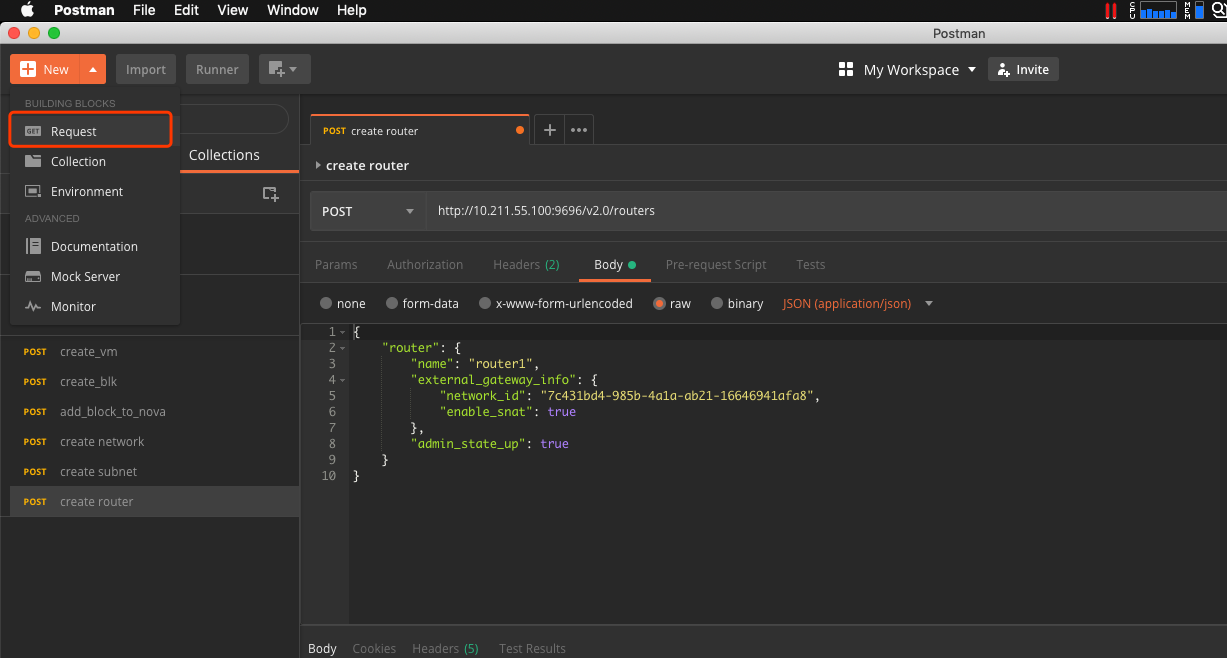 Postman File Edit View Window Help CPU MEM
Postman
New Import Runner My Workspace Invite
BUILDING BLOCKS
GET Request
Collection
Environment
ADVANCED
Documentation
Mock Server
Monitor
Collections
POST create_vm
POST create_blk
POST add_block_to_nova
POST create network
POST create subnet
POST create router
POST create router
create router
POST http://10.211.55.100:9696/v2.0/routers
Params Authorization Headers (2) Body Pre-request Script Tests
none form-data x-www-form-urlencoded raw binary JSON (application/json)
1 {
2 "router": {
3 "name": "router1",
4 "external_gateway_info": {
5 "network_id": "7c431bd4-985b-4a1a-ab21-16646941afa8",
6 "enable_snat": true
7 },
8 "admin_state_up": true
9 }
10 }
Body Cookies Headers (5) Test Results